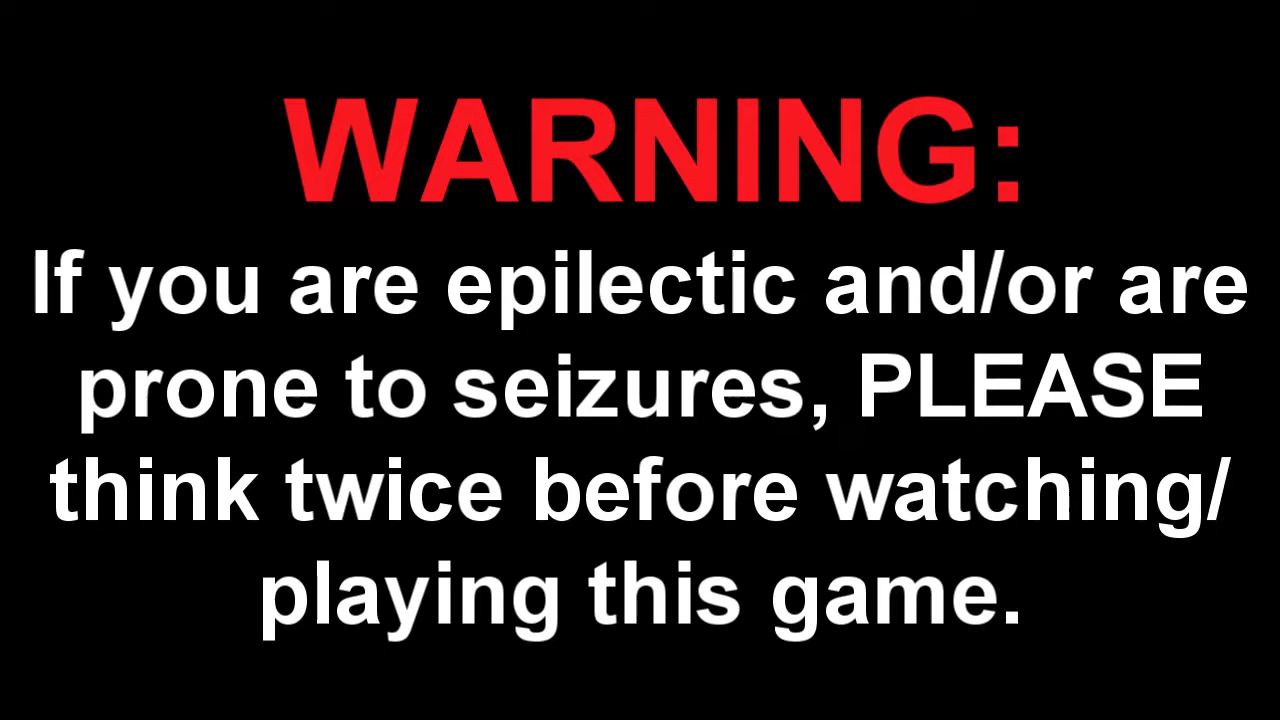 WARNING:
If you are epilectic and/or are
prone to seizures, PLEASE
think twice before watching/
playing this game.